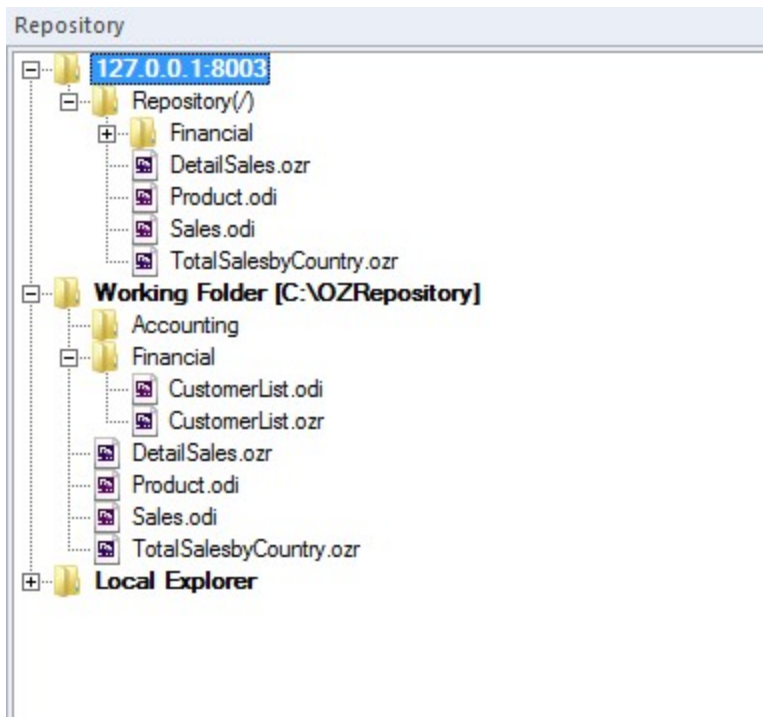 Repository
127.0.0.1:8003
Repository(/)
Financial
DetailSales.ozr
Product.odi
Sales.odi
TotalSalesbyCountry.ozr
Working Folder [C:\OZRepository]
Accounting
Financial
CustomerList.odi
CustomerList.ozr
DetailSales.ozr
Product.odi
Sales.odi
TotalSalesbyCountry.ozr
Local Explorer